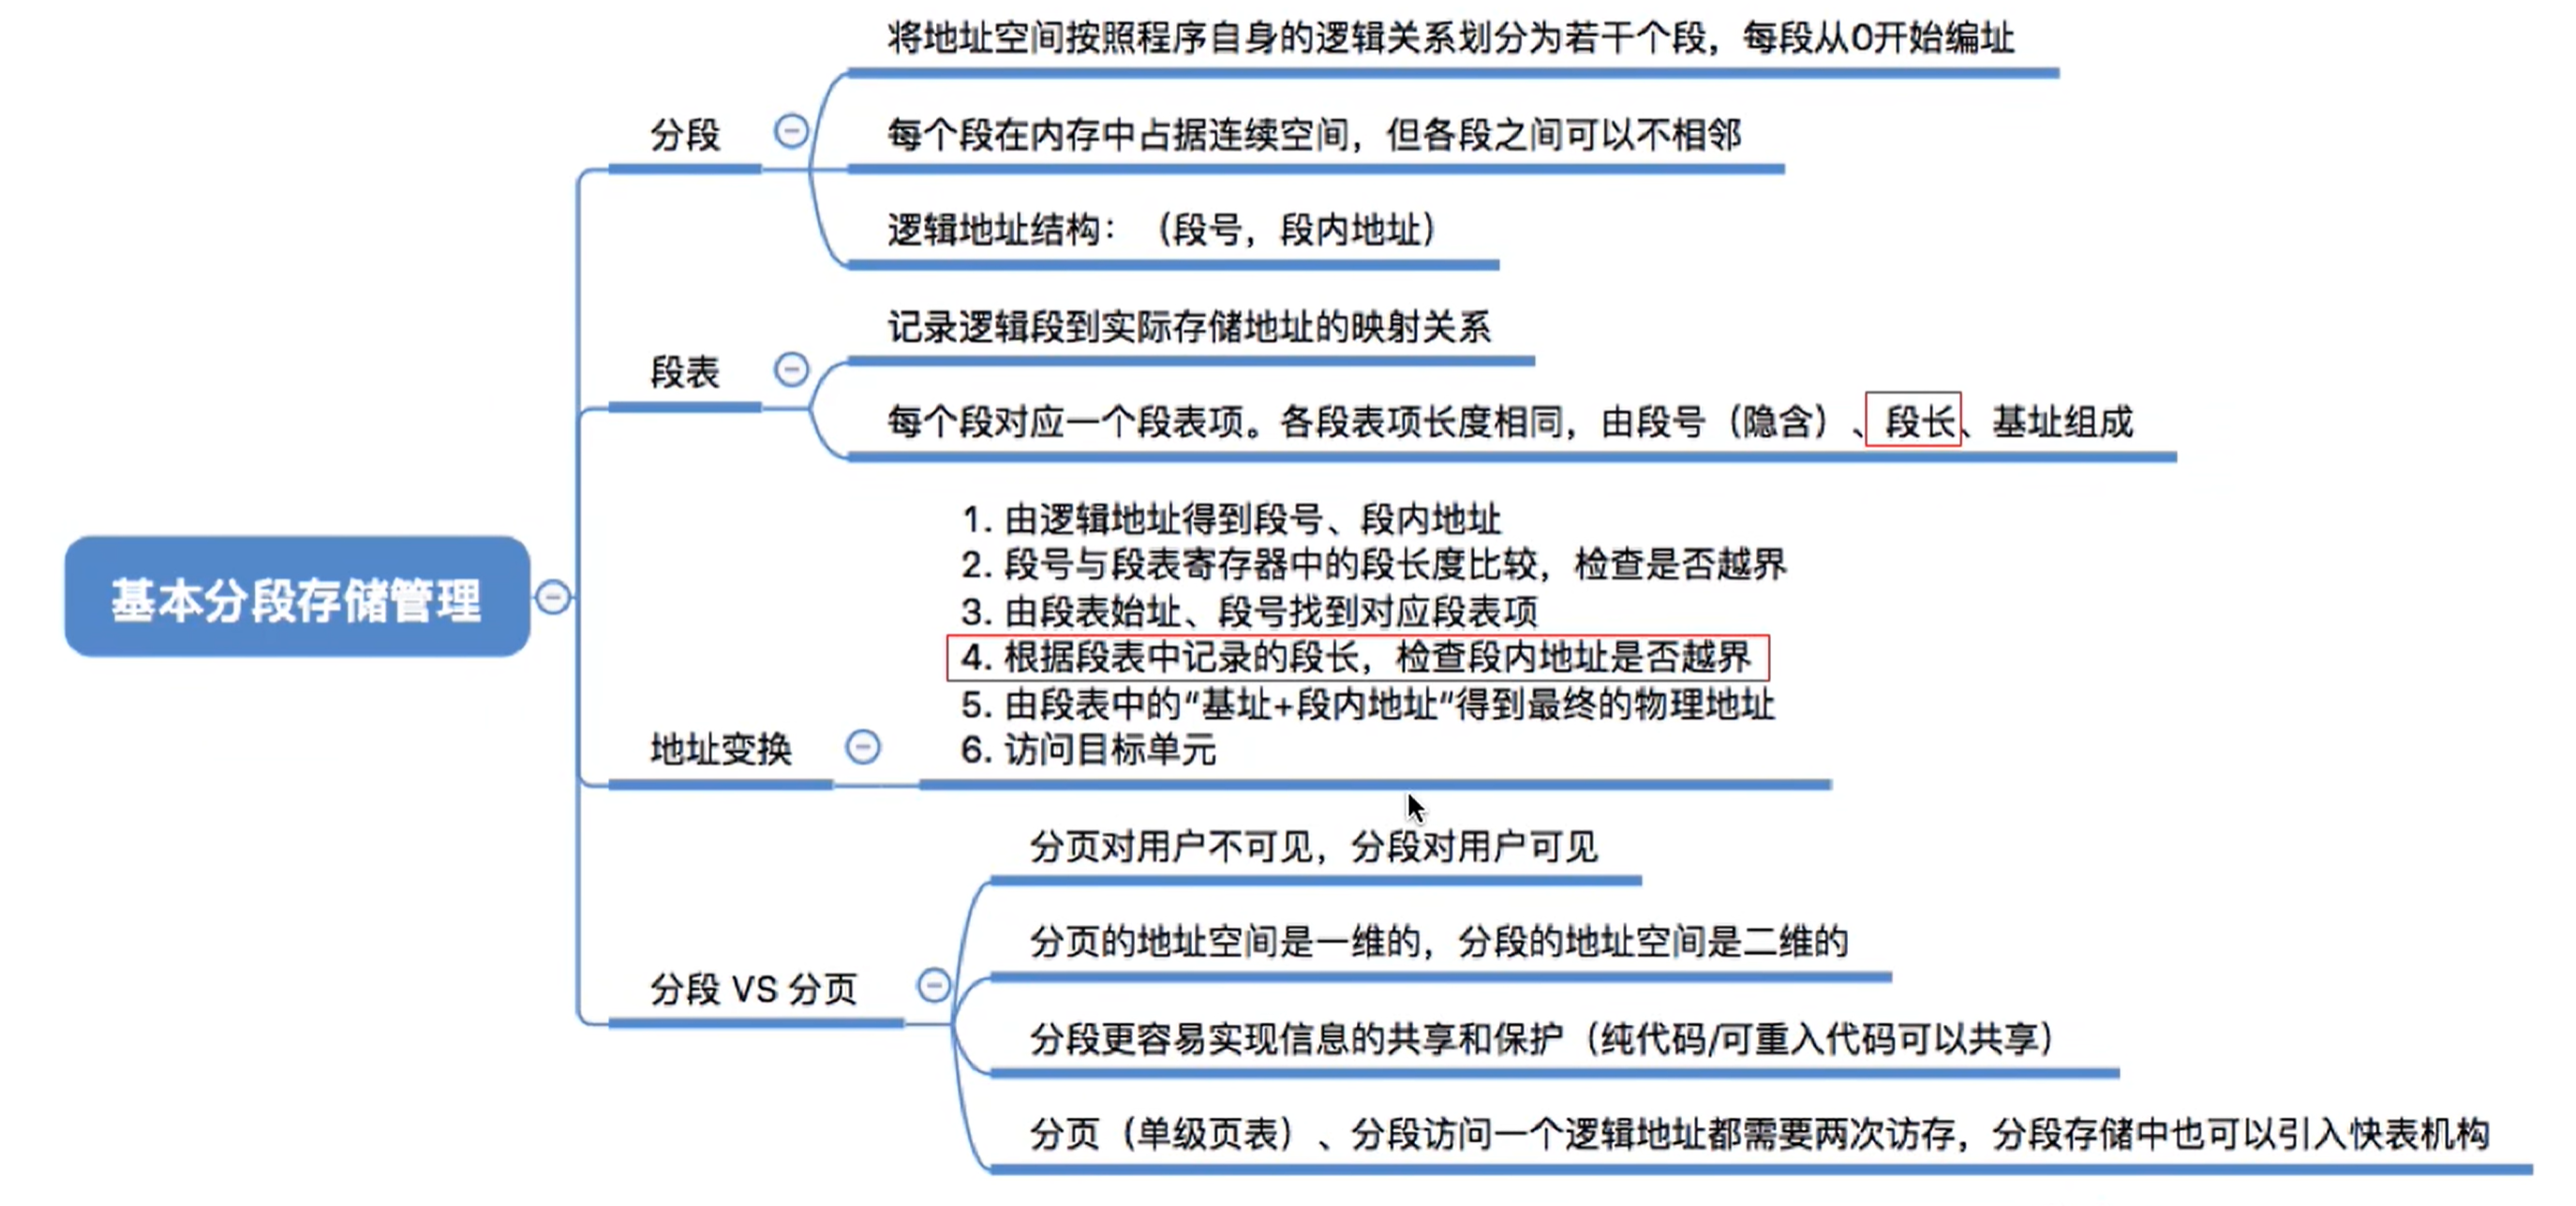 基本分段存储管理
分段
将地址空间按照程序自身的逻辑关系划分为若干个段，每段从0开始编址
每个段在内存中占据连续空间，但各段之间可以不相邻
逻辑地址结构：（段号，段内地址）
段表
记录逻辑段到实际存储地址的映射关系
每个段对应一个段表项。各段表项长度相同，由段号（隐含）、段长、基址组成
地址变换
1. 由逻辑地址得到段号、段内地址
2. 段号与段表寄存器中的段长度比较，检查是否越界
3. 由段表始址、段号找到对应段表项
4. 根据段表中记录的段长，检查段内地址是否越界
5. 由段表中的“基址+段内地址”得到最终的物理地址
6. 访问目标单元
分段 VS 分页
分页对用户不可见，分段对用户可见
分页的地址空间是一维的，分段的地址空间是二维的
分段更容易实现信息的共享和保护（纯代码/可重入代码可以共享）
分页（单级页表）、分段访问一个逻辑地址都需要两次访存，分段存储中也可以引入快表机构